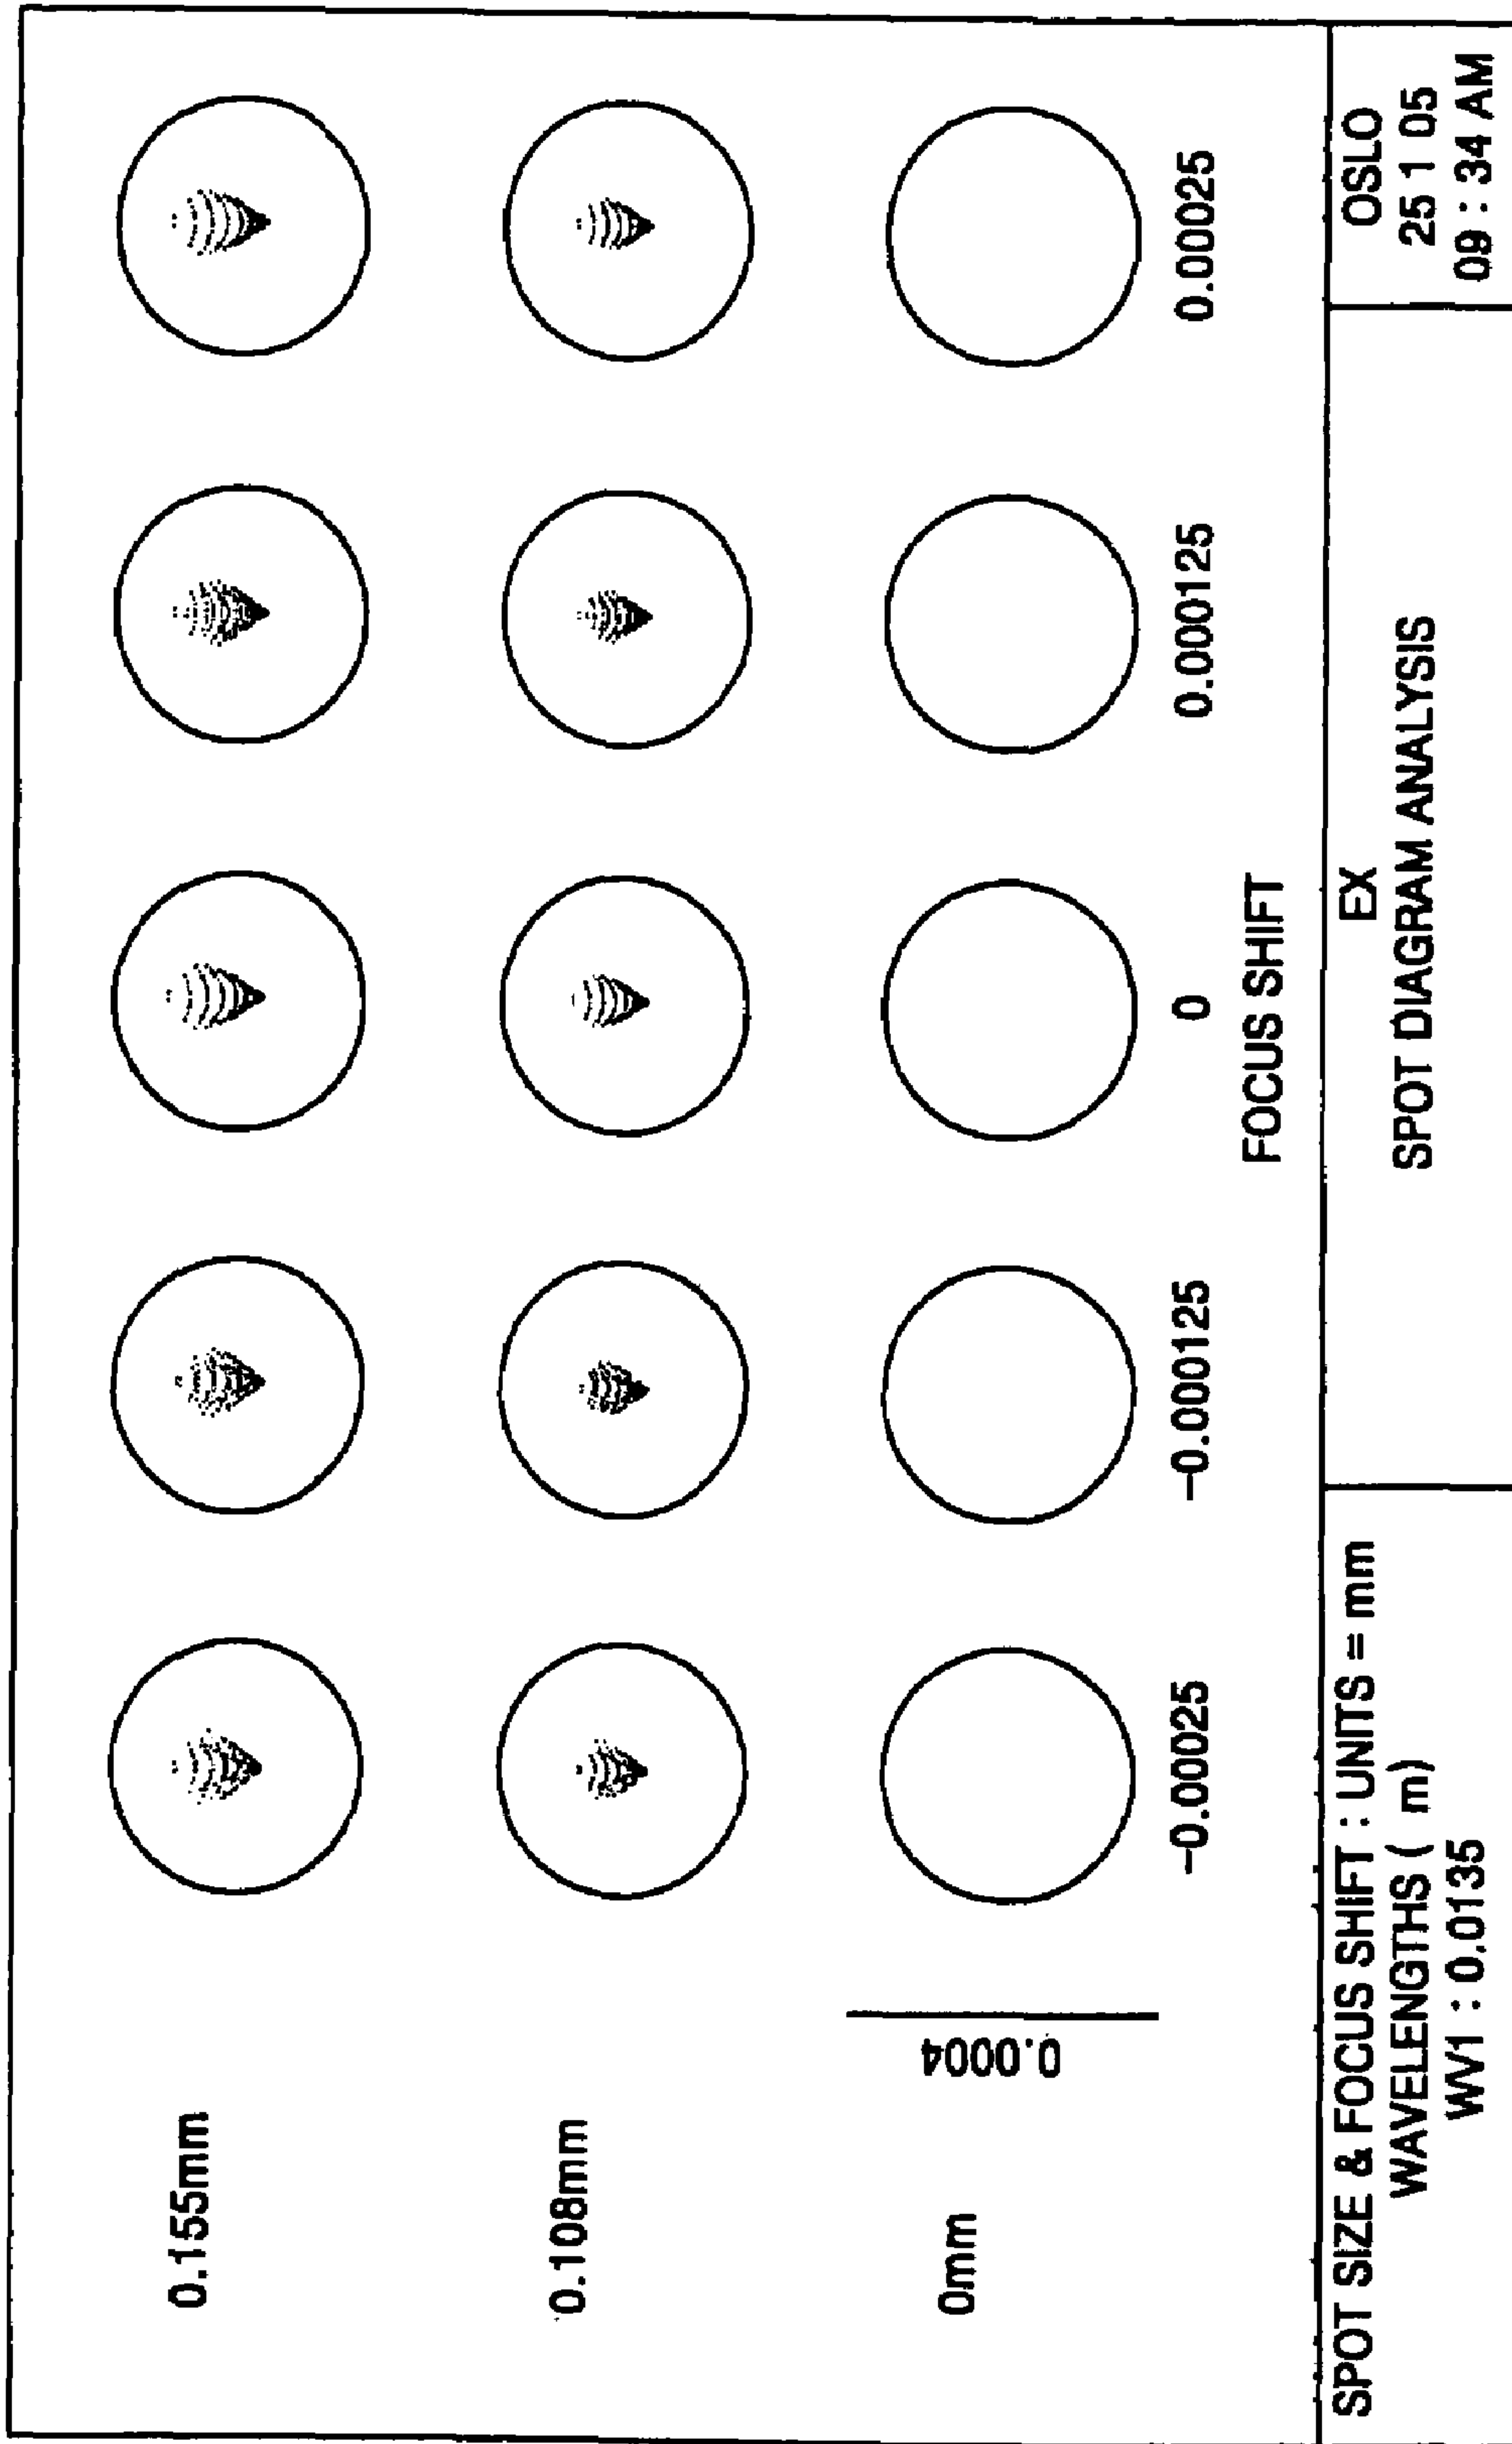 0.155mm
0.108mm
0mm
0.0004
-0.00025
-0.000125
0
0.000125
0.00025
FOCUS SHIFT
SPOT SIZE & FOCUS SHIFT : UNITS = mm
WAVELENGTHS ( m)
WV1 : 0.0135
EX
SPOT DIAGRAM ANALYSIS
OSLO
25 1 05
09 : 34 AM